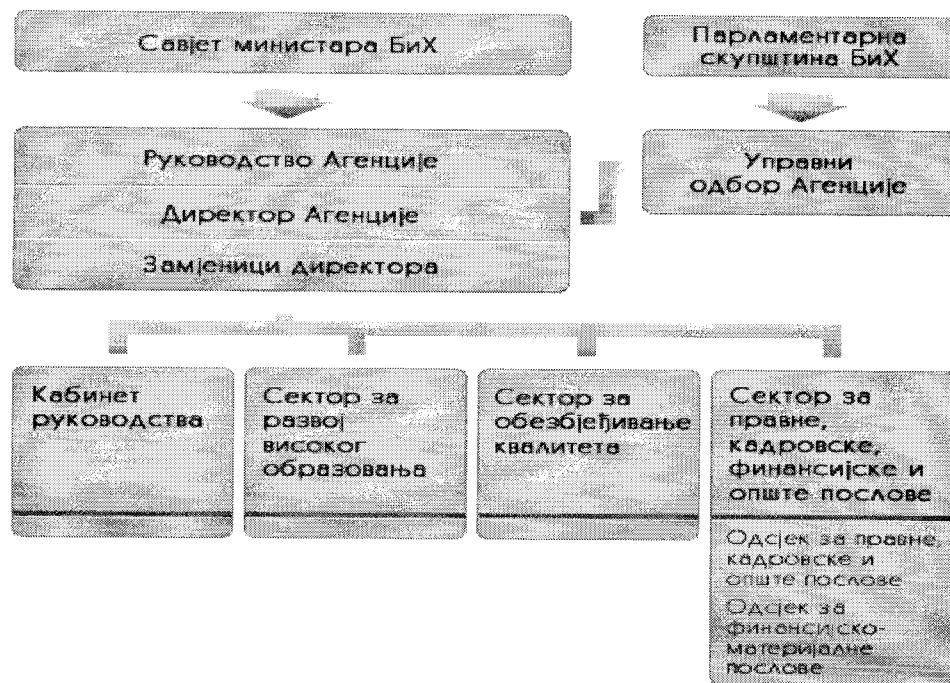 Савјет министара БиХ
Парламентарна
скупштина БиХ
Руководство Агенције
Директор Агенције
Замјеници директора
Управни
одбор Агенције
Кабинет
руководства
Сектор за
развој
високог
образовања
Сектор за
обезбјеђивање
квалитета
Сектор за
правне,
кадровске,
финансијске и
опште послове
Одсјек за правне,
кадровске и
опште послове
Одсјек за
финансијско-
материјалне
послове